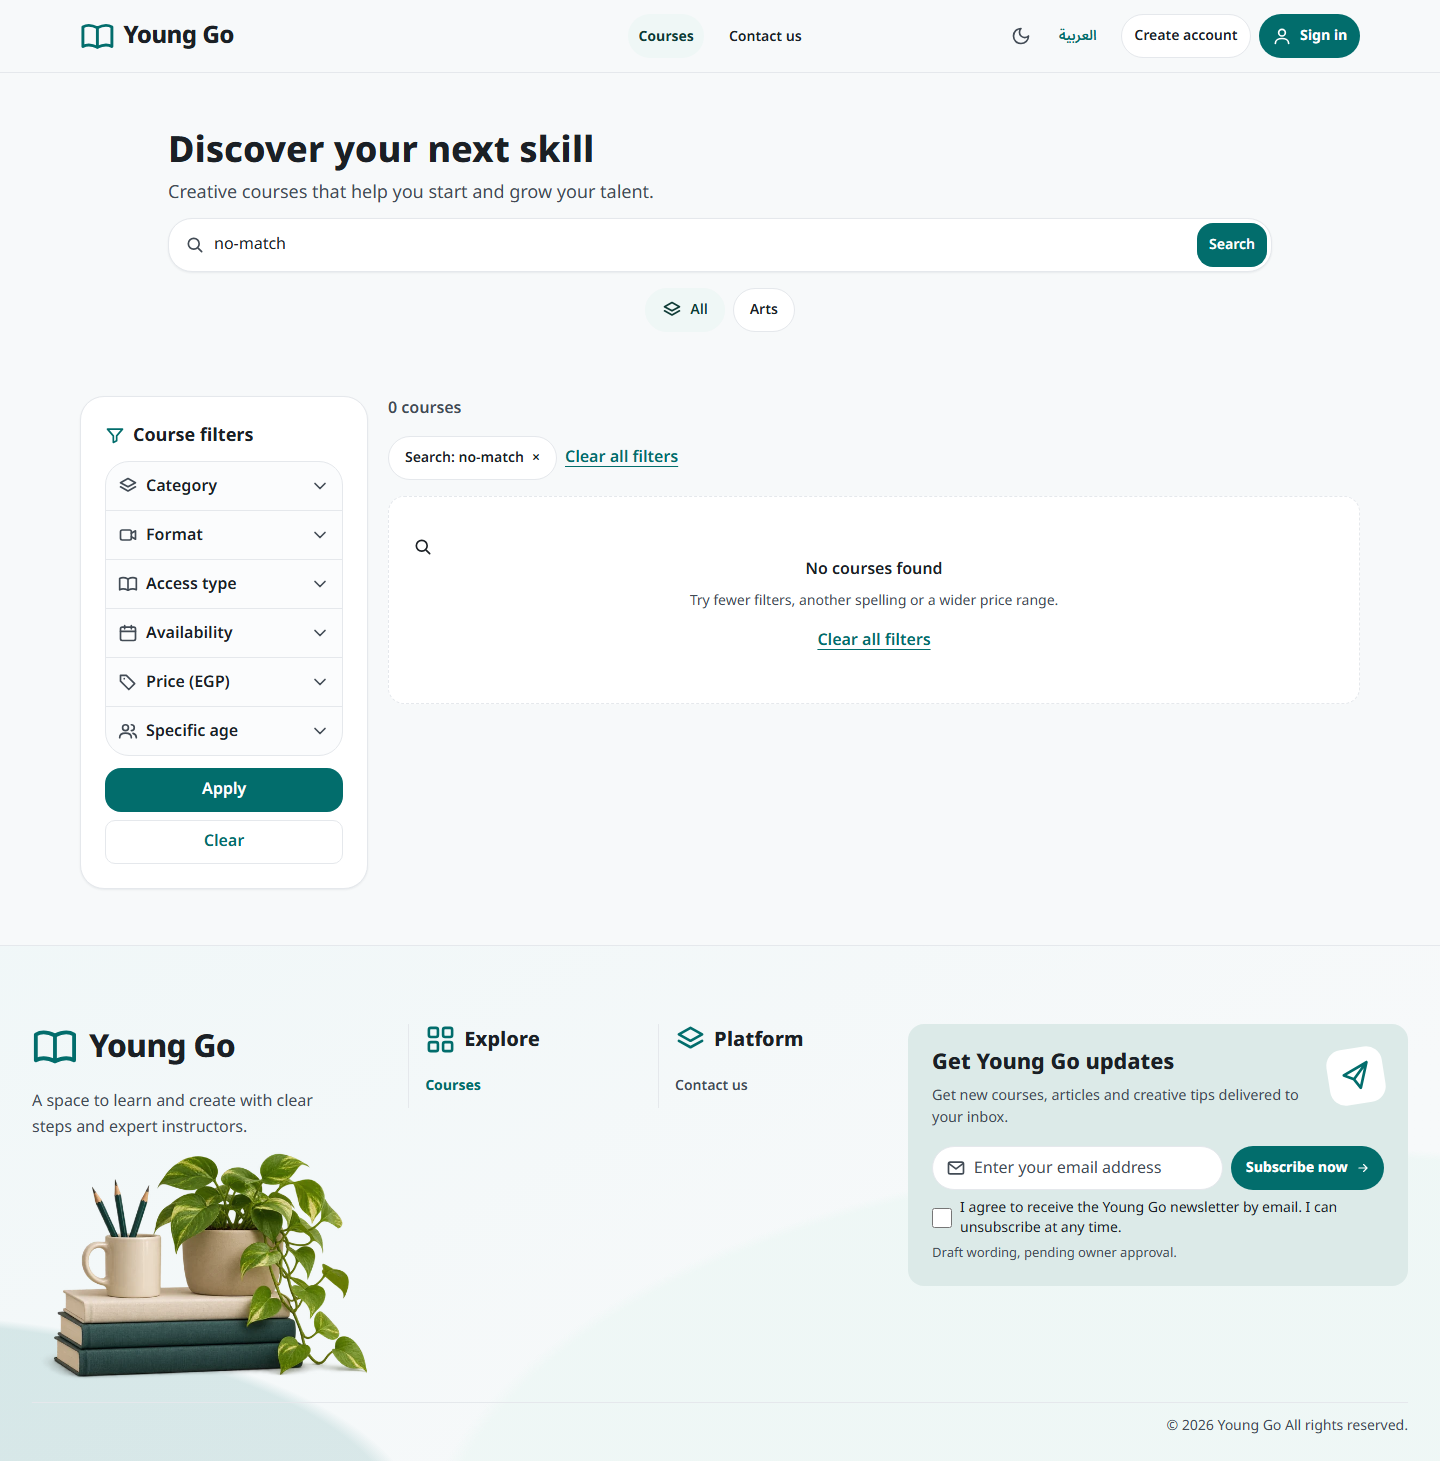 Young Go
Courses
Contact us
العربية
Create account
Sign in
Discover your next skill
Creative courses that help you start and grow your talent.
no-match
Search
All
Arts
Course filters
Category
Format
Access type
Availability
Price (EGP)
Specific age
Apply
Clear
0 courses
Search: no-match ×
Clear all filters
No courses found
Try fewer filters, another spelling or a wider price range.
Clear all filters
Young Go
A space to learn and create with clear
steps and expert instructors.
Explore
Courses
Platform
Contact us
Get Young Go updates
Get new courses, articles and creative tips delivered to
your inbox.
Enter your email address
Subscribe now →
I agree to receive the Young Go newsletter by email. I can
unsubscribe at any time.
Draft wording, pending owner approval.
© 2026 Young Go All rights reserved.